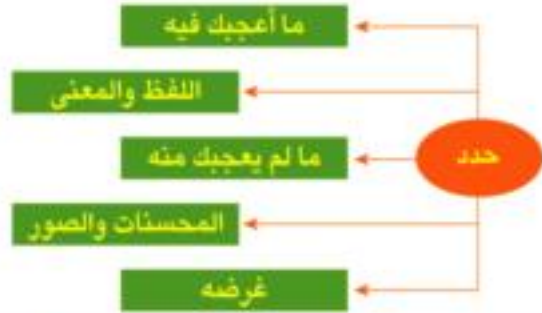 حدد
ما أعجبك فيه
اللفظ والمعنى
ما لم يعجبك منه
المحسنات والصور
غرضه